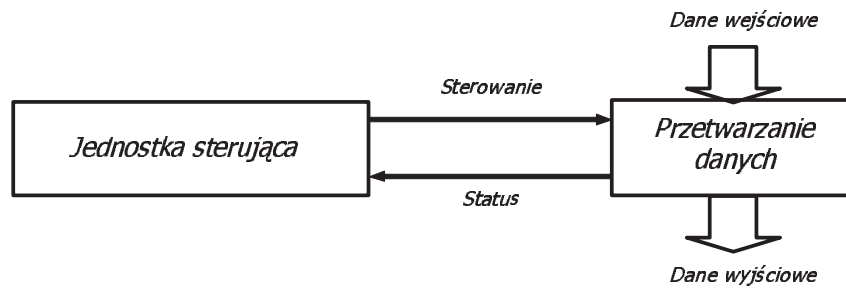 Dane wejściowe
Sterowanie
Jednostka sterująca
Przetwarzanie
danych
Status
Dane wyjściowe